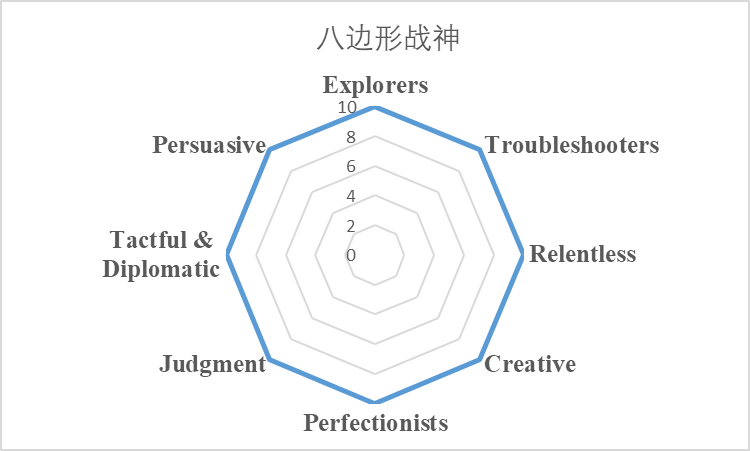 八边形战神
Explorers
10
Persuasive
8
Troubleshooters
6
4
Tactful &
Diplomatic
2
0
Relentless
Judgment
Creative
Perfectionists